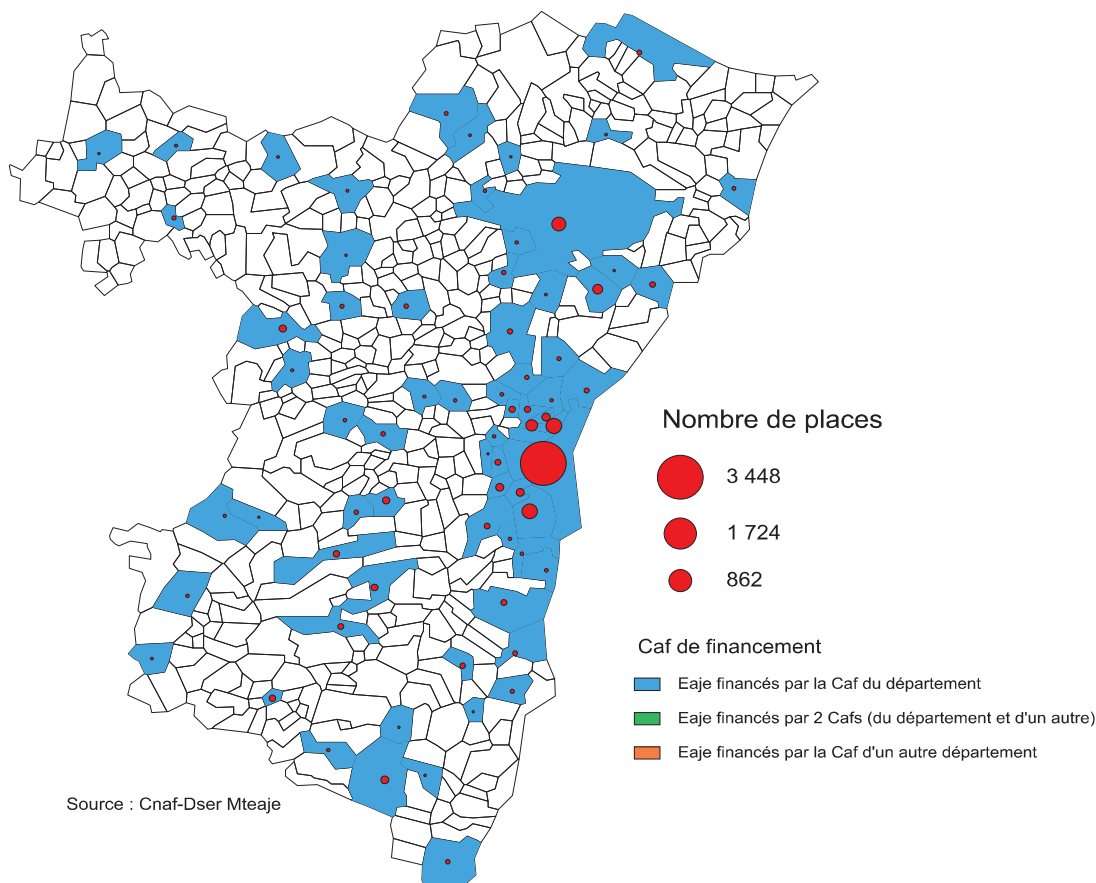 Nombre de places
3 448
1 724
862
Caf de financement
Eaje financés par la Caf du département
Eaje financés par 2 Cafs (du département et d'un autre)
Eaje financés par la Caf d'un autre département
Source : Cnaf-Dser Mteaje